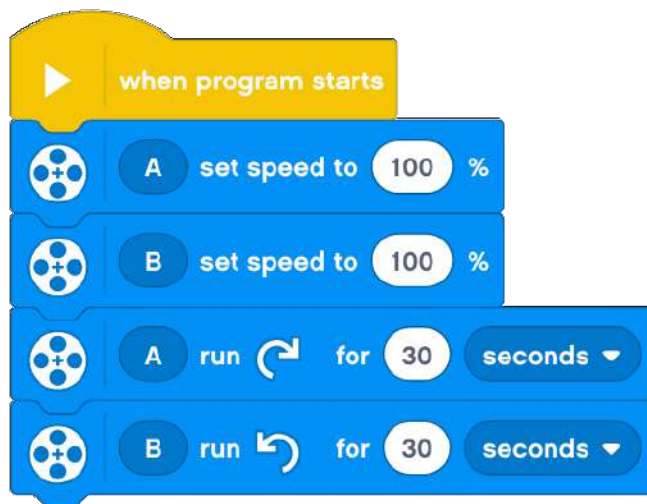 when program starts
A set speed to 100 %
B set speed to 100 %
A run for 30 seconds
B run for 30 seconds